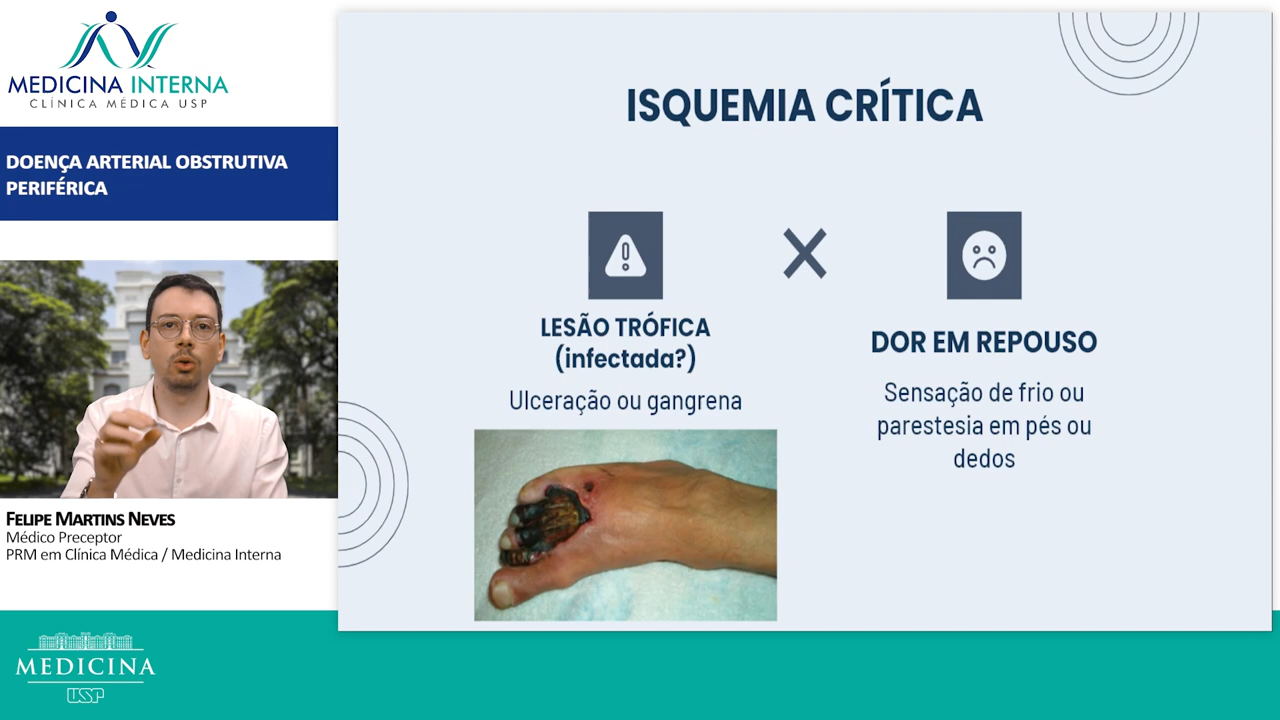 MEDICINA INTERNA
CLÍNICA MÉDICA USP
DOENÇA ARTERIAL OBSTRUTIVA
PERIFÉRICA
FELIPE MARTINS NEVES
Médico Preceptor
PRM em Clínica Médica / Medicina Interna
MEDICINA
USP
ISQUEMIA CRÍTICA
LESÃO TRÓFICA
(infectada?)
Ulceração ou gangrena
DOR EM REPOUSO
Sensação de frio ou
parestesia em pés ou
dedos